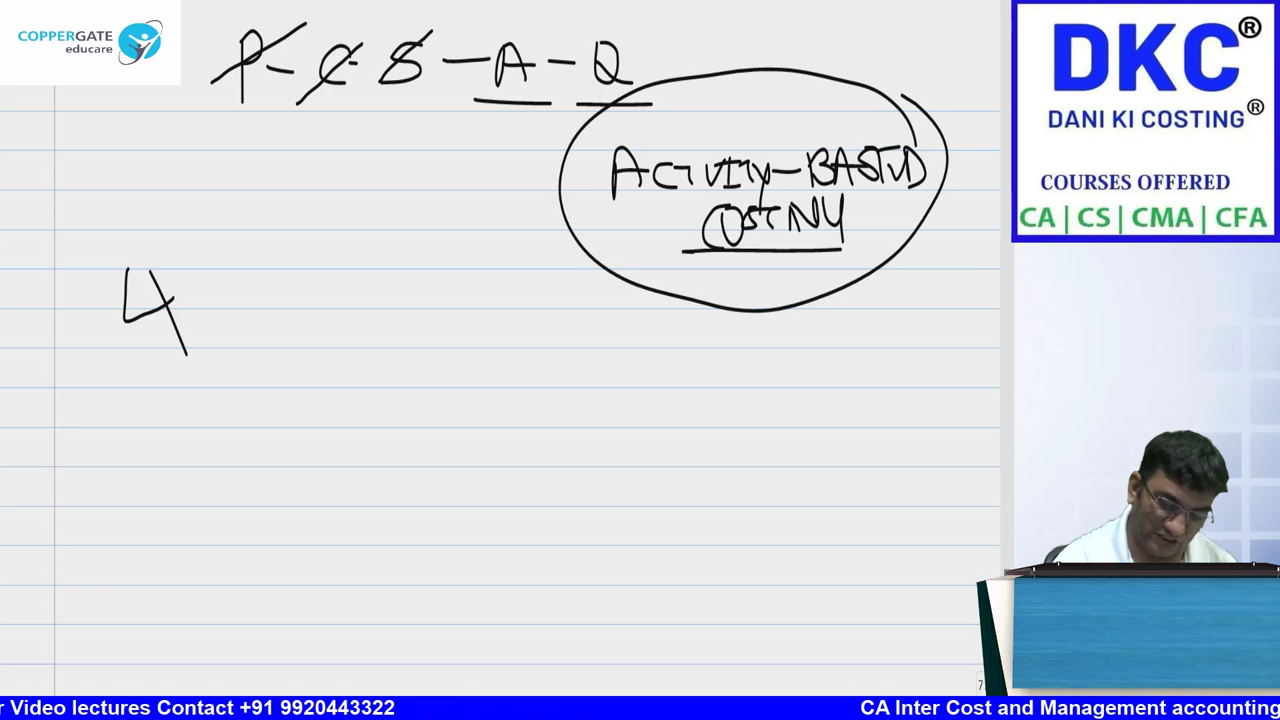 COPPERGATE
educare
P - C S - A - Q
ACTIVITY-BASED
COSTING
4
DKC®
DANI KI COSTING®
COURSES OFFERED
CA | CS | CMA | CFA
7
r Video lectures Contact +91 9920443322
CA Inter Cost and Management accounting